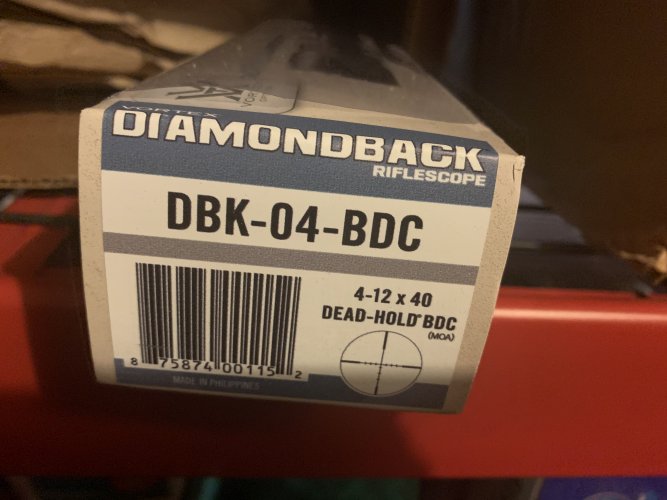 VORTEX
DIAMONDBACK
RIFLESCOPE
DBK-04-BDC
4-12 x 40
DEAD-HOLD® BDC
(MOA)
8 75874 00115 2
MADE IN PHILIPPINES